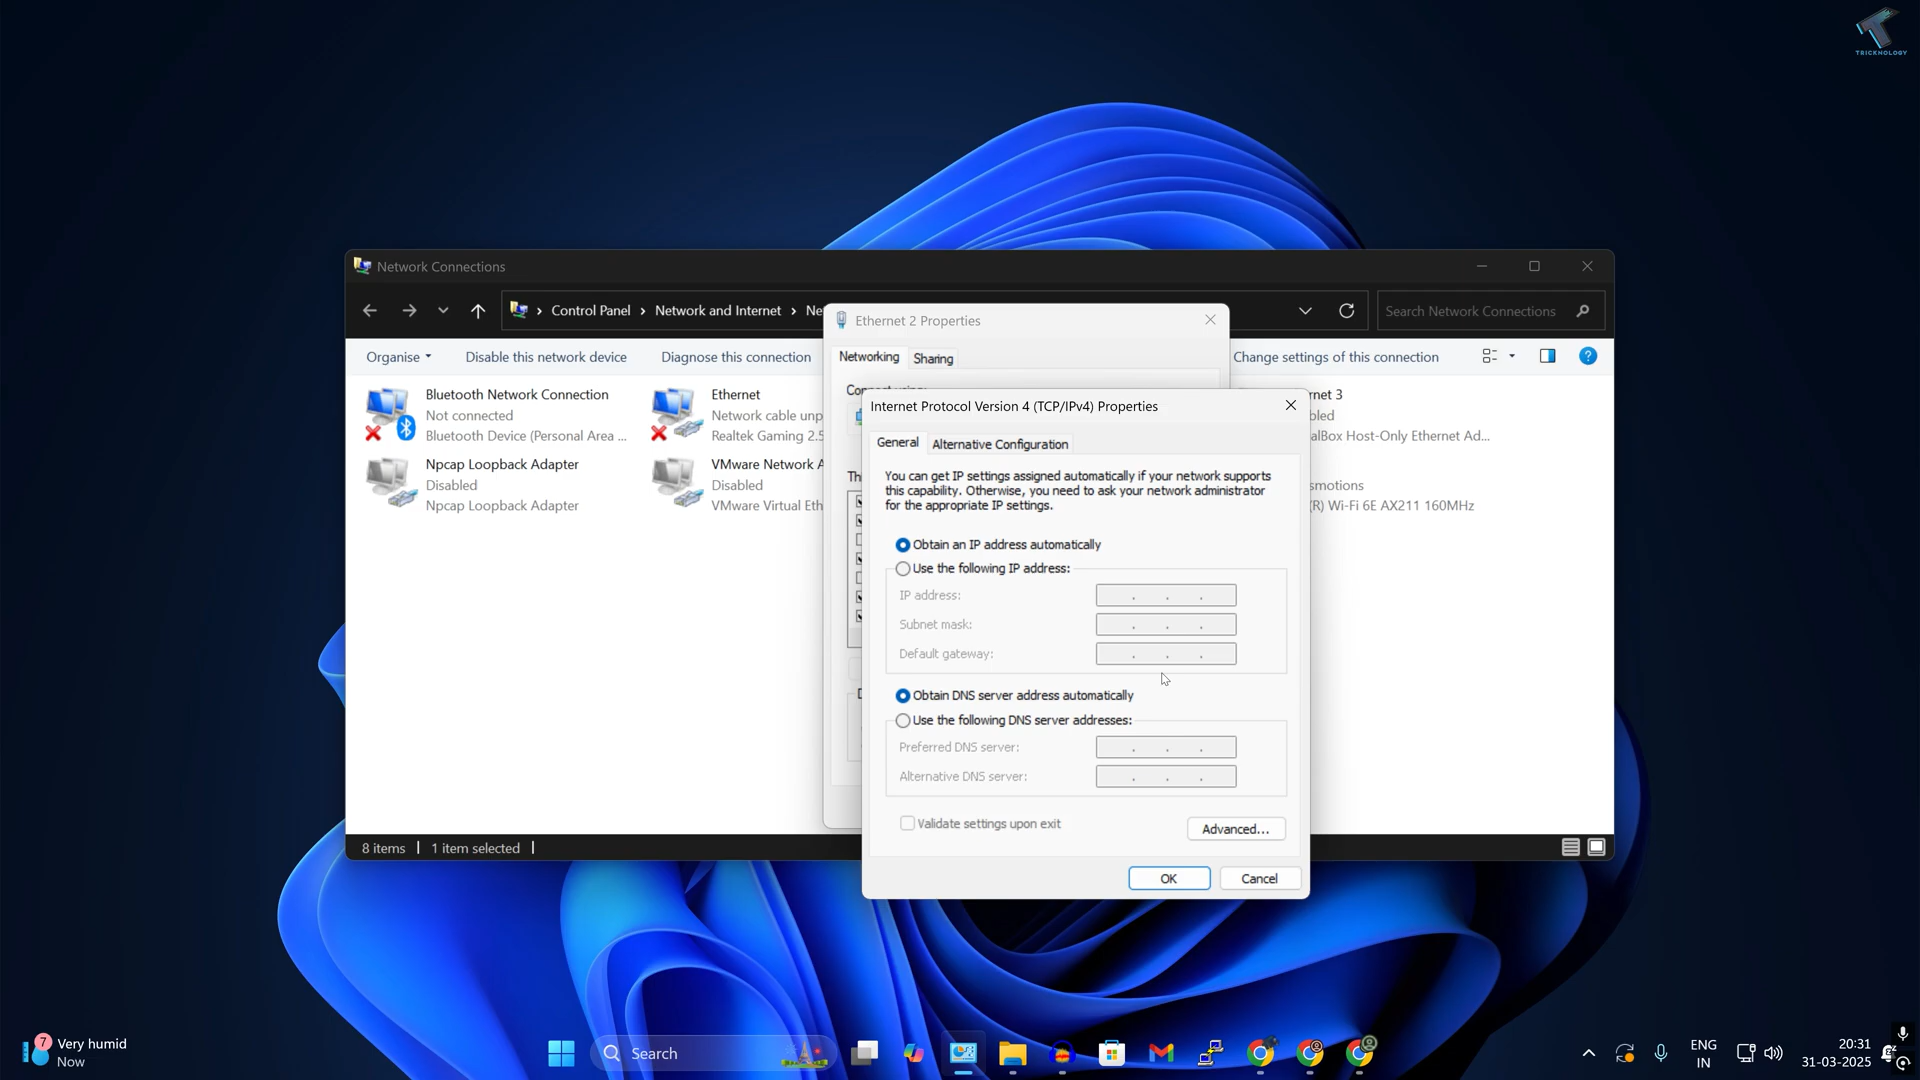 TRICKNOLOGY
Network Connections
Control Panel
Network and Internet
Search Network Connections
Organise
Disable this network device
Diagnose this connection
Change settings of this connection
Bluetooth Network Connection
Not connected
Bluetooth Device (Personal Area ...
Ethernet
Network cable unp
Realtek Gaming 2.5
rnet 3
bled
alBox Host-Only Ethernet Ad...
Npcap Loopback Adapter
Disabled
Npcap Loopback Adapter
VMware Network A
Disabled
VMware Virtual Eth
smotions
(R) Wi-Fi 6E AX211 160MHz
8 items
1 item selected
Ethernet 2 Properties
Networking
Sharing
Internet Protocol Version 4 (TCP/IPv4) Properties
General
Alternative Configuration
You can get IP settings assigned automatically if your network supports
this capability. Otherwise, you need to ask your network administrator
for the appropriate IP settings.
Obtain an IP address automatically
Use the following IP address:
IP address:
Subnet mask:
Default gateway:
Obtain DNS server address automatically
Use the following DNS server addresses:
Preferred DNS server:
Alternative DNS server:
Validate settings upon exit
Advanced...
OK
Cancel
7
Very humid
Now
Search
ENG
IN
20:31
31-03-2025